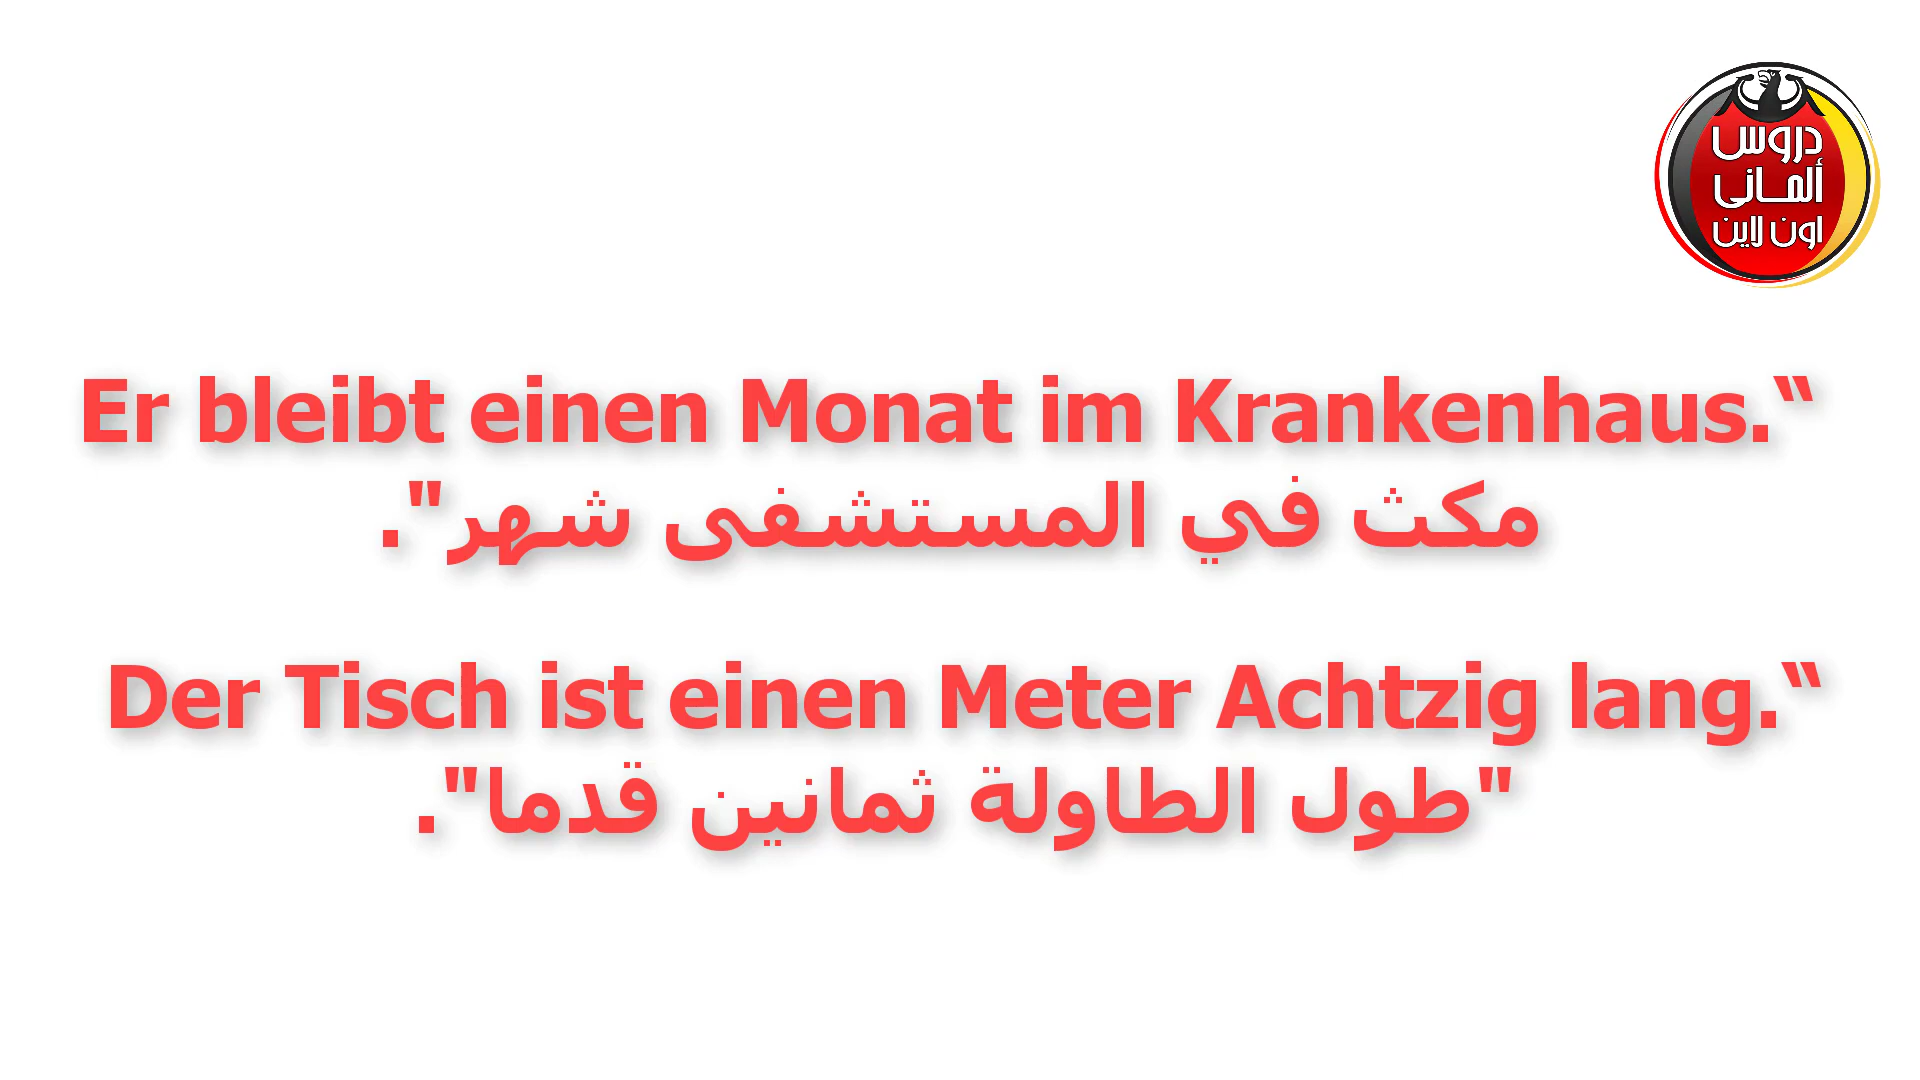 دروس
ألمانى
اون لاين
Er bleibt einen Monat im Krankenhaus.“
مكث في المستشفى شهر".
Der Tisch ist einen Meter Achtzig lang.“
"طول الطاولة ثمانين قدما".